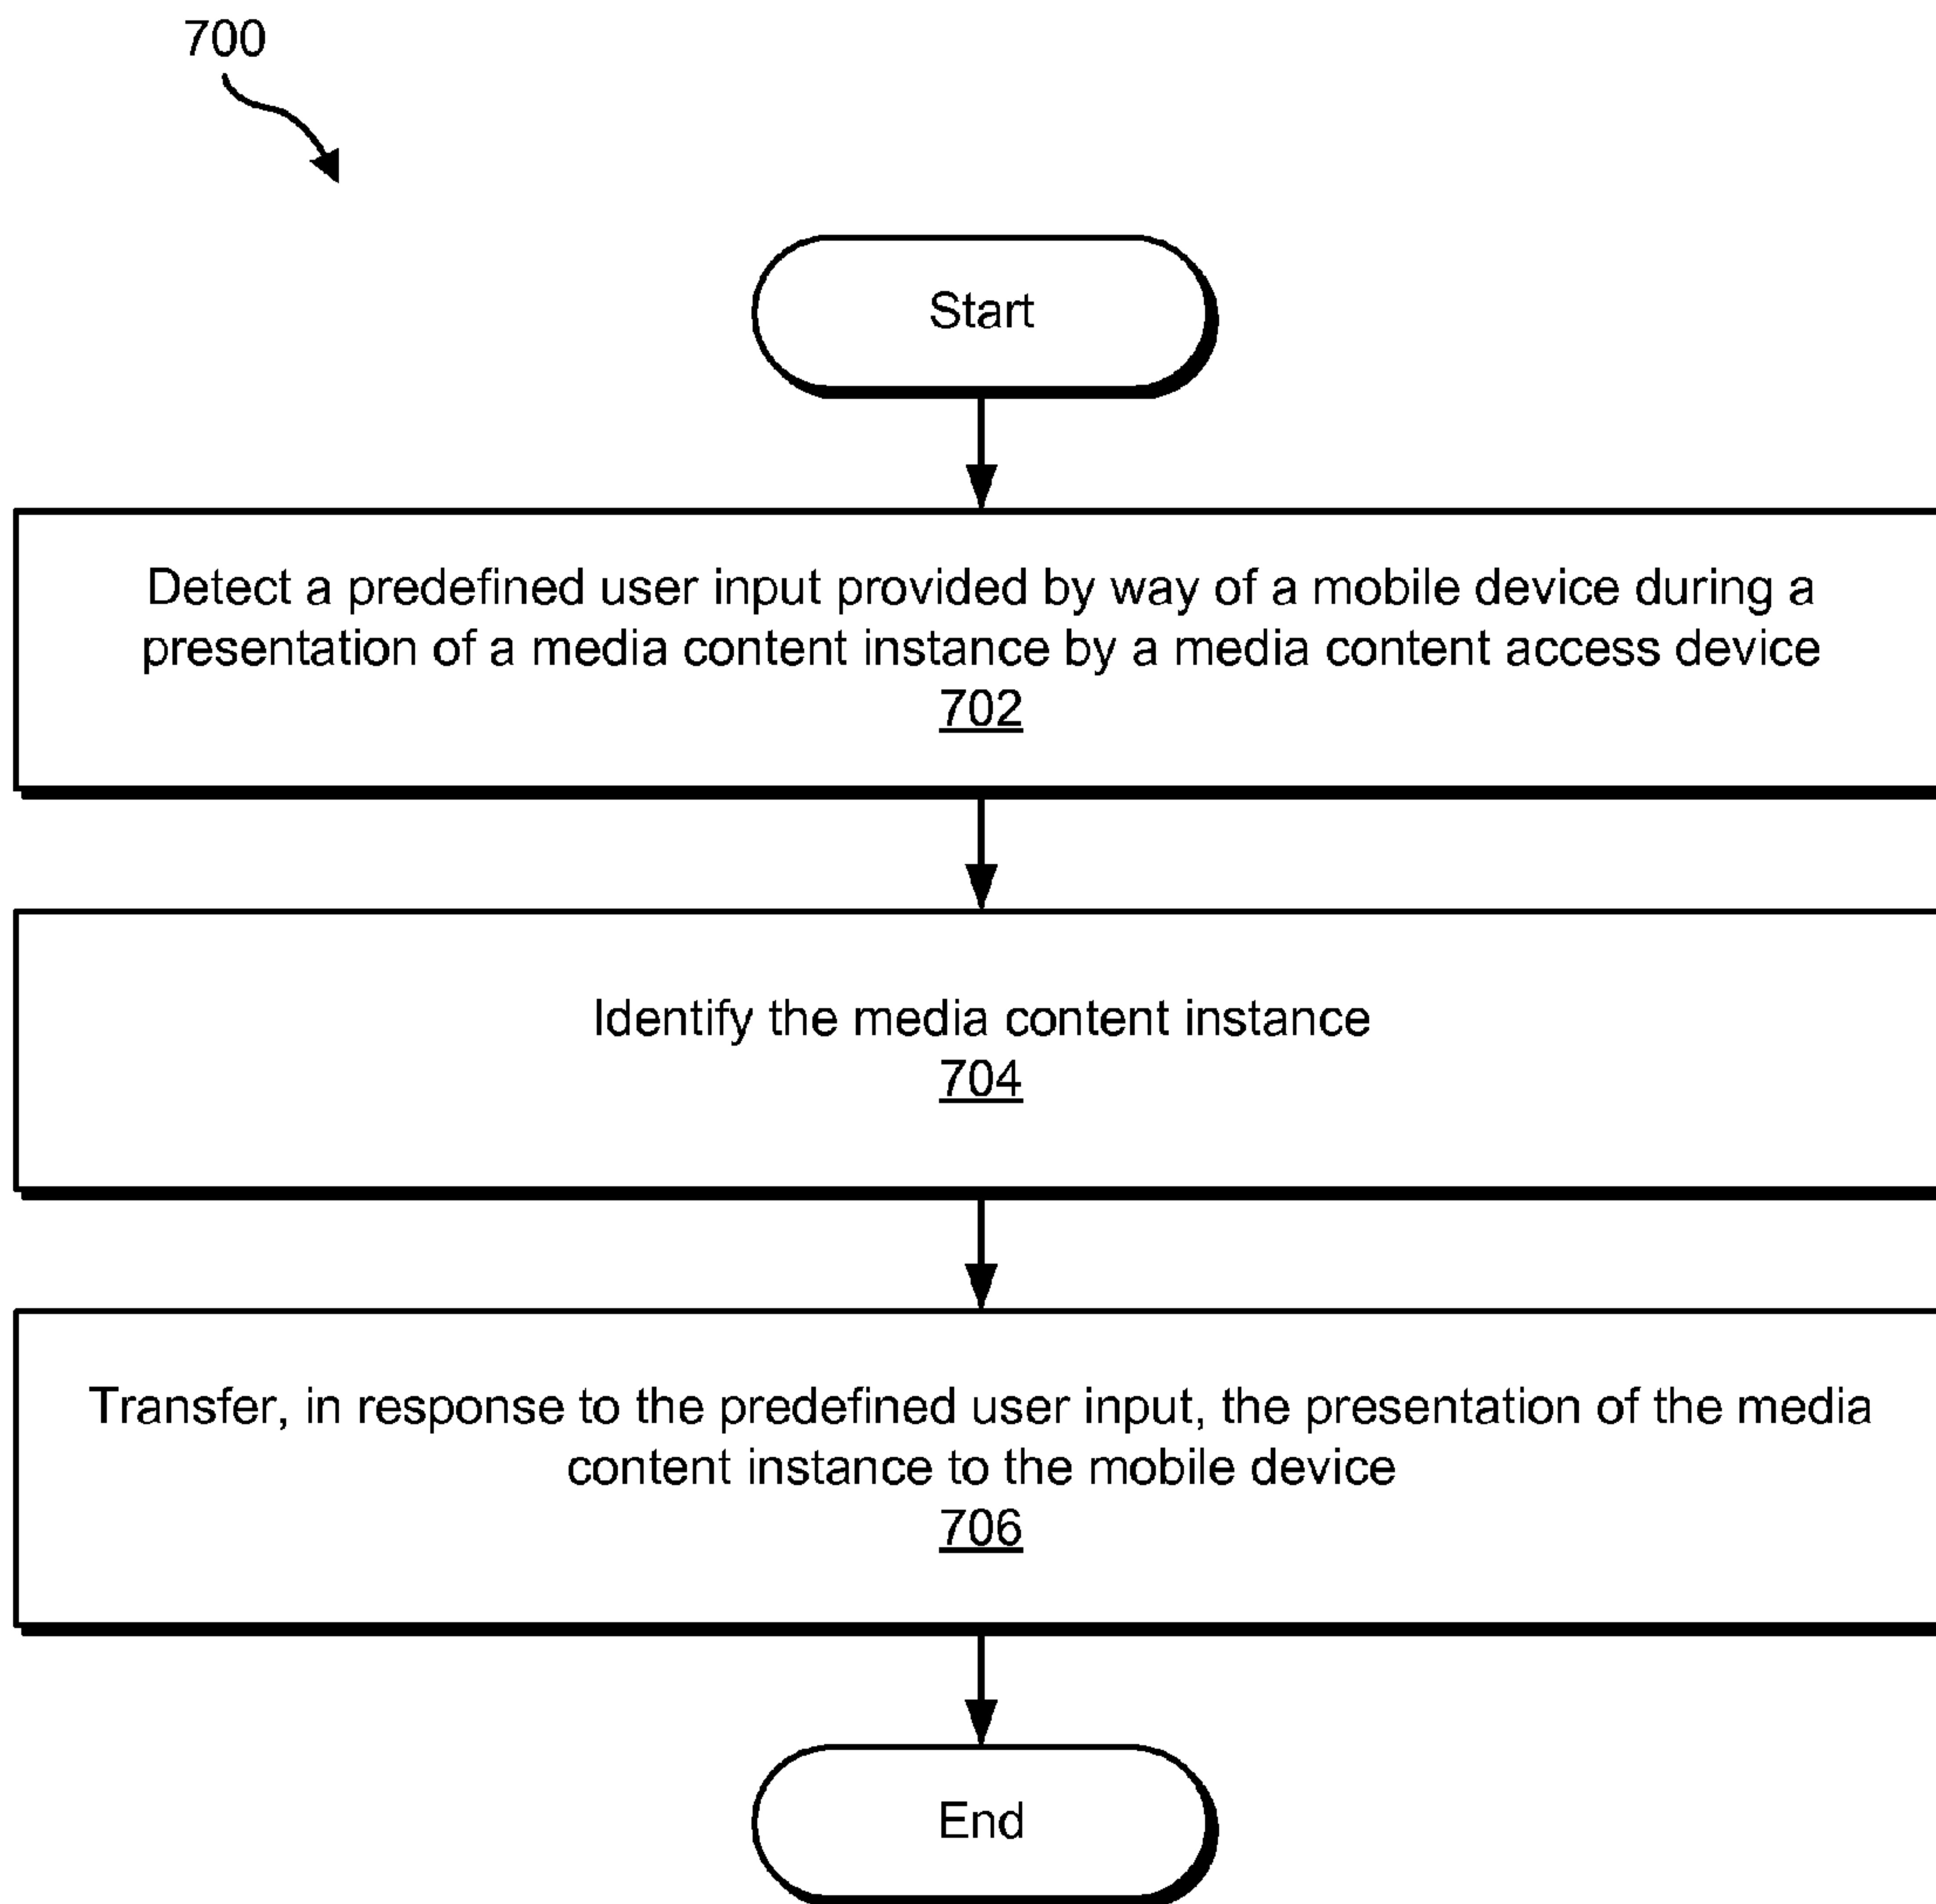 700
Start
Detect a predefined user input provided by way of a mobile device during a
presentation of a media content instance by a media content access device
702
Identify the media content instance
704
Transfer, in response to the predefined user input, the presentation of the media
content instance to the mobile device
706
End